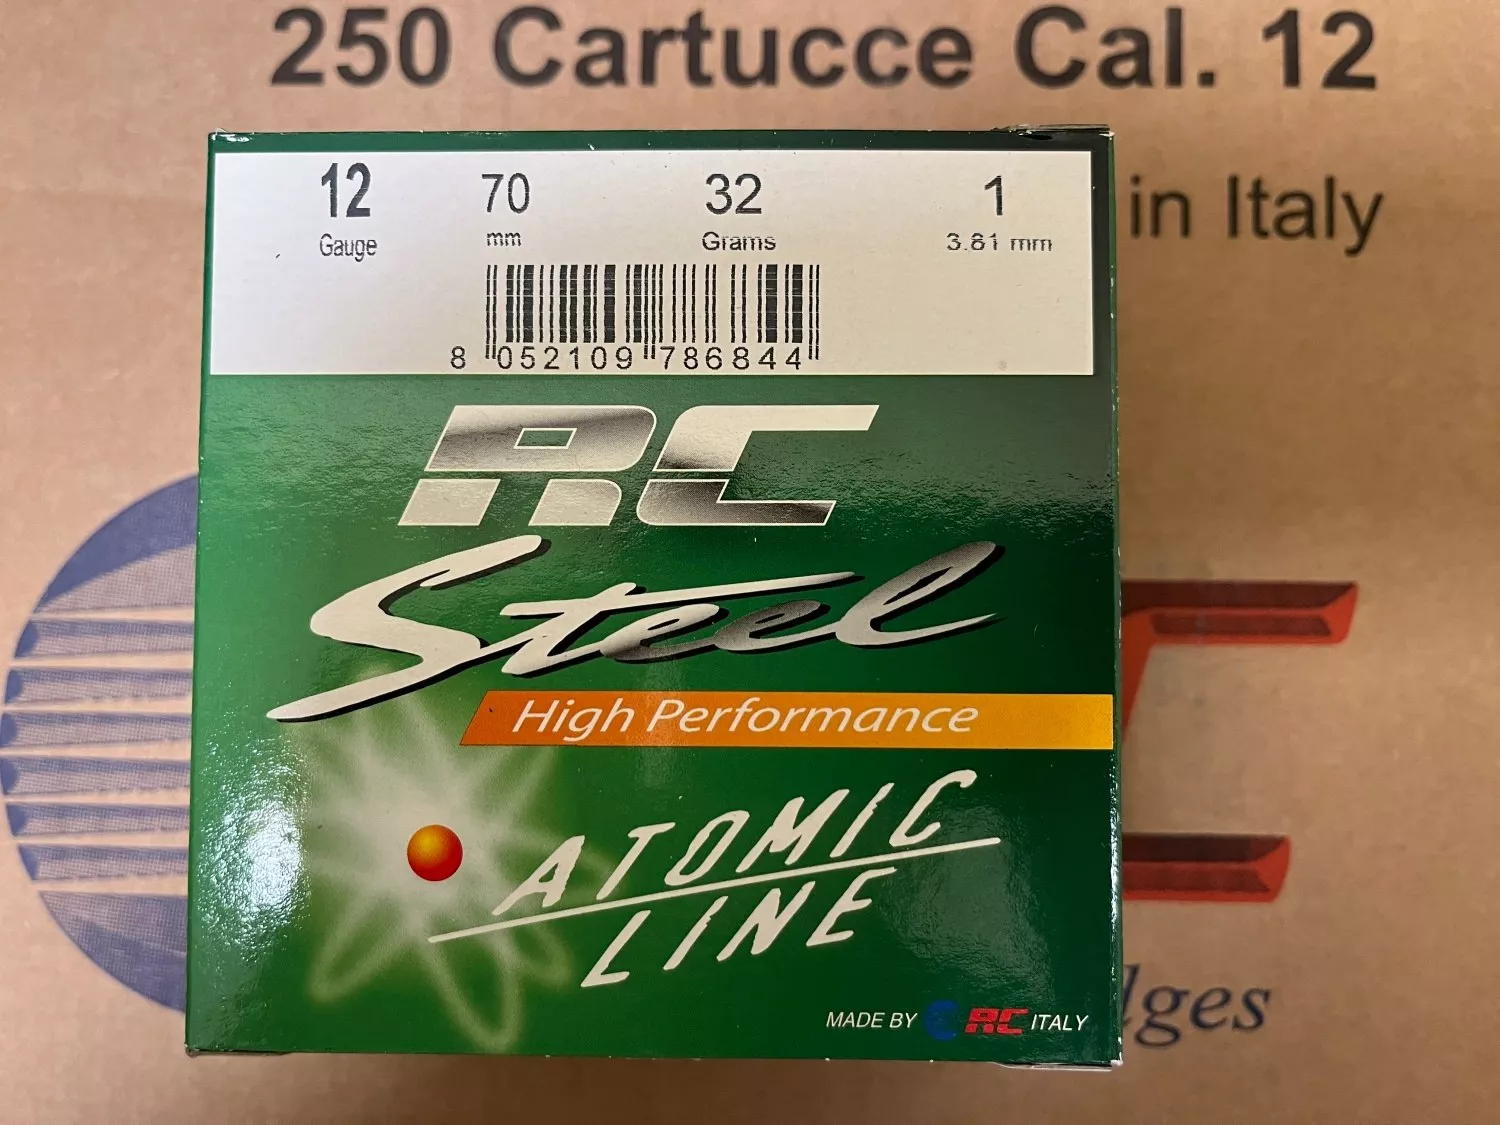 250 Cartucce Cal. 12
in Italy
12 70 32 1
Gauge mm Grams 3.81 mm
8 052109 786844
RC
Steel
High Performance
ATOMIC
LINE
MADE BY RC ITALY